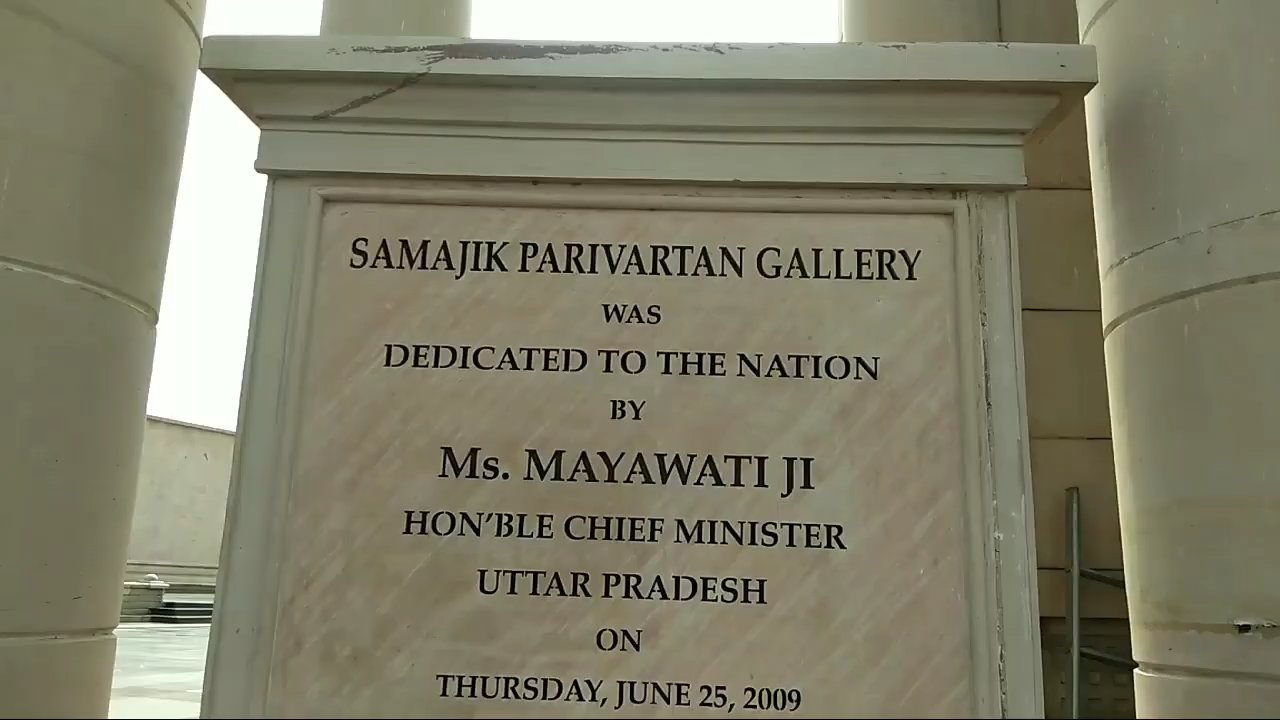 SAMAJIK PARIVARTAN GALLERY
WAS
DEDICATED TO THE NATION
BY
Ms. MAYAWATI JI
HON'BLE CHIEF MINISTER
UTTAR PRADESH
ON
THURSDAY, JUNE 25, 2009